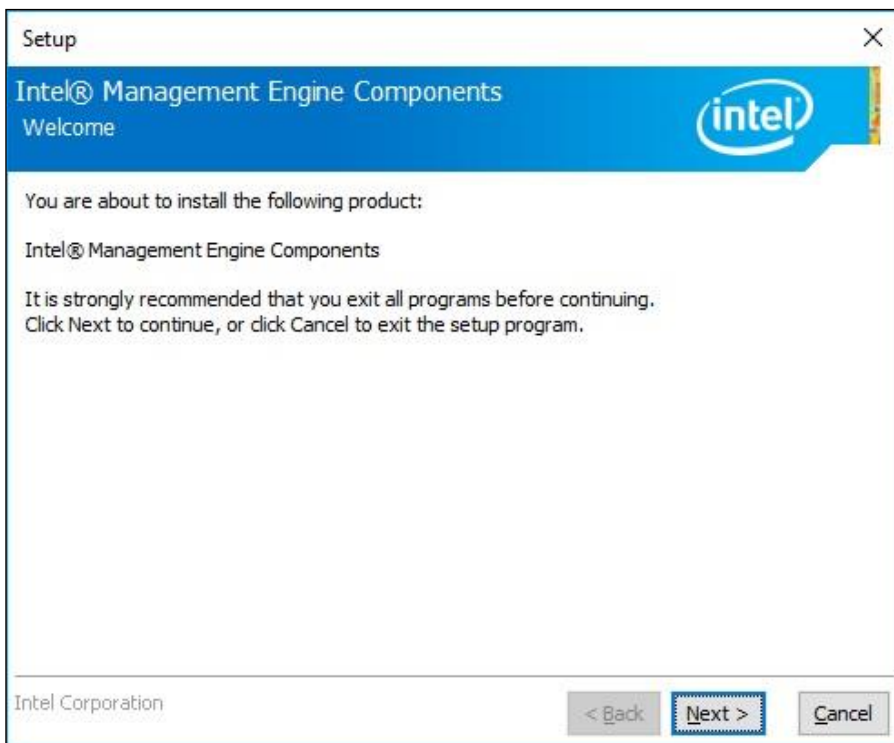 Setup
Intel® Management Engine Components
Welcome
intel
You are about to install the following product:
Intel® Management Engine Components
It is strongly recommended that you exit all programs before continuing.
Click Next to continue, or click Cancel to exit the setup program.
Intel Corporation
< Back
Next >
Cancel